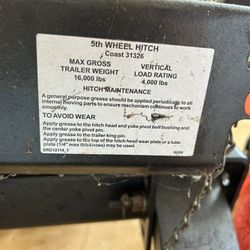 5th WHEEL HITCH
Coast 31326
MAX GROSS
TRAILER WEIGHT
16,000 lbs
VERTICAL
LOAD RATING
4,000 lbs
HITCH MAINTENANCE
A general purpose grease should be applied periodically to all
internal moving parts to ensure mechanism continues to work
smoothly.
TO AVOID WEAR
Apply grease to the hitch head and yoke pivot bolt bushing and
the center yoke pivot pin.
Apply grease to the trailer king pin.
Apply grease to the top of the hitch head wear plate or a lube
plate (1/4" max thickness) may be used.